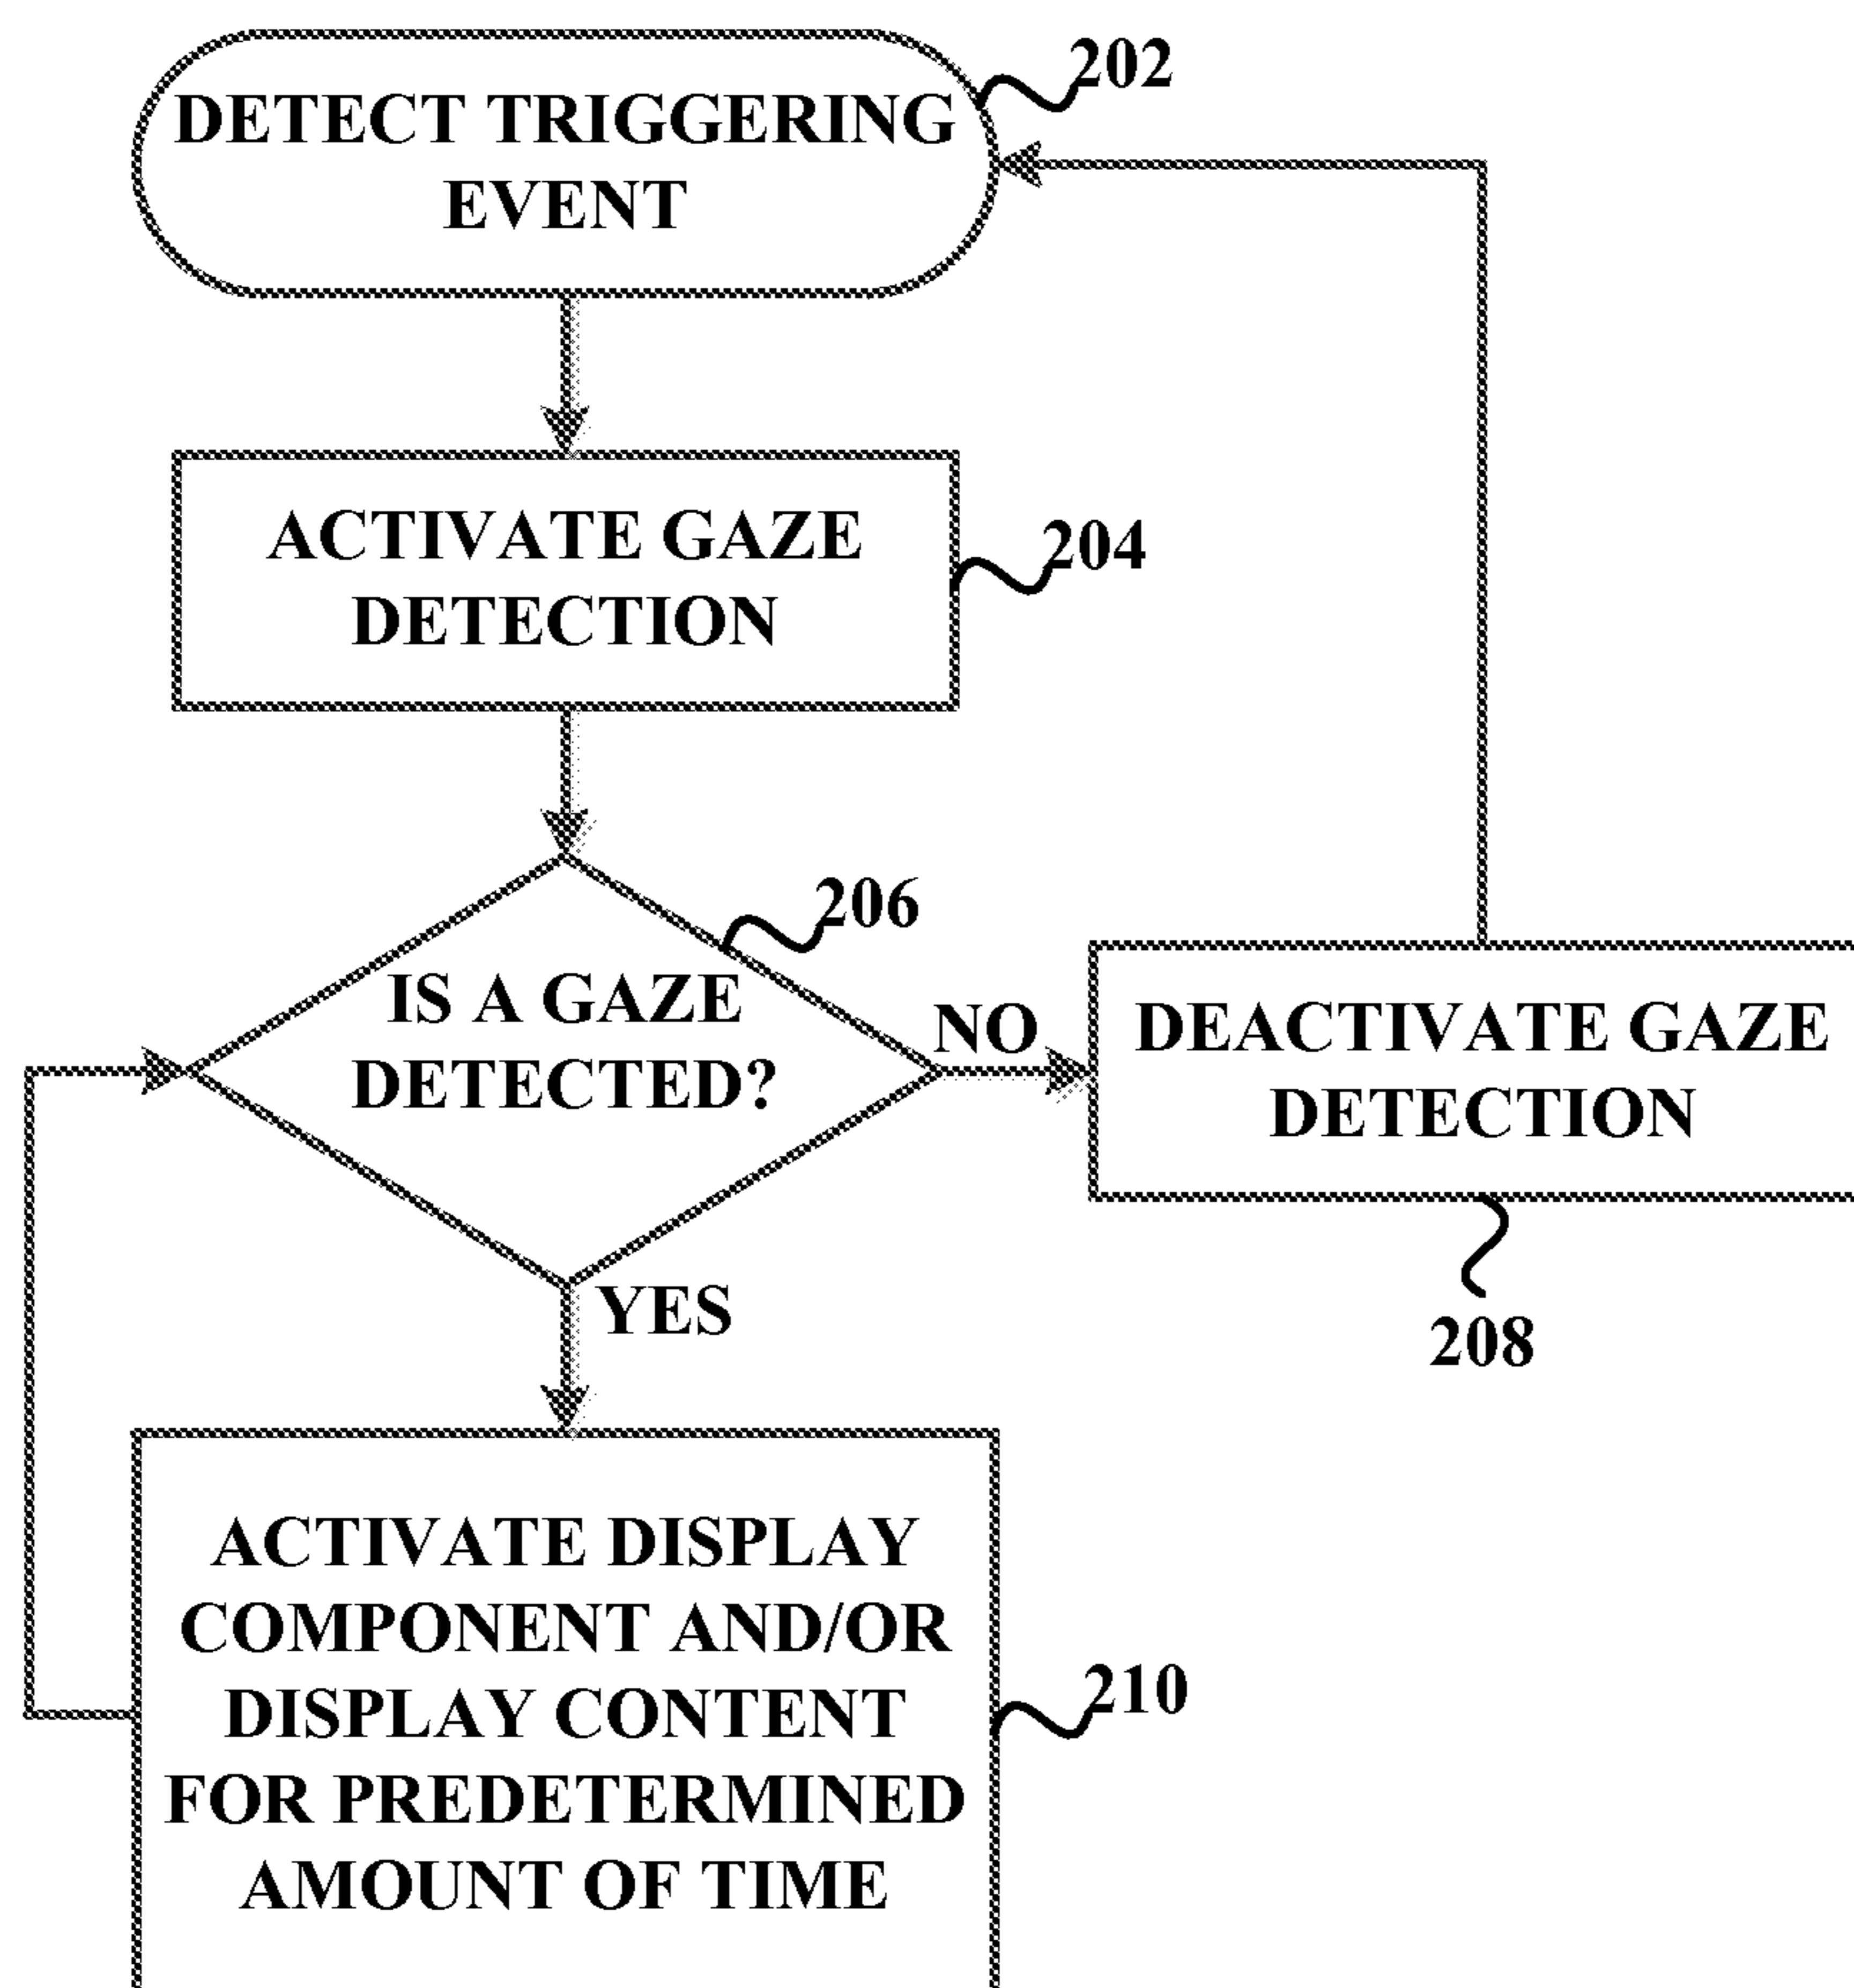 202
DETECT TRIGGERING
EVENT
ACTIVATE GAZE
DETECTION
204
206
IS A GAZE
DETECTED?
NO
DEACTIVATE GAZE
DETECTION
208
YES
ACTIVATE DISPLAY
COMPONENT AND/OR
DISPLAY CONTENT
FOR PREDETERMINED
AMOUNT OF TIME
210